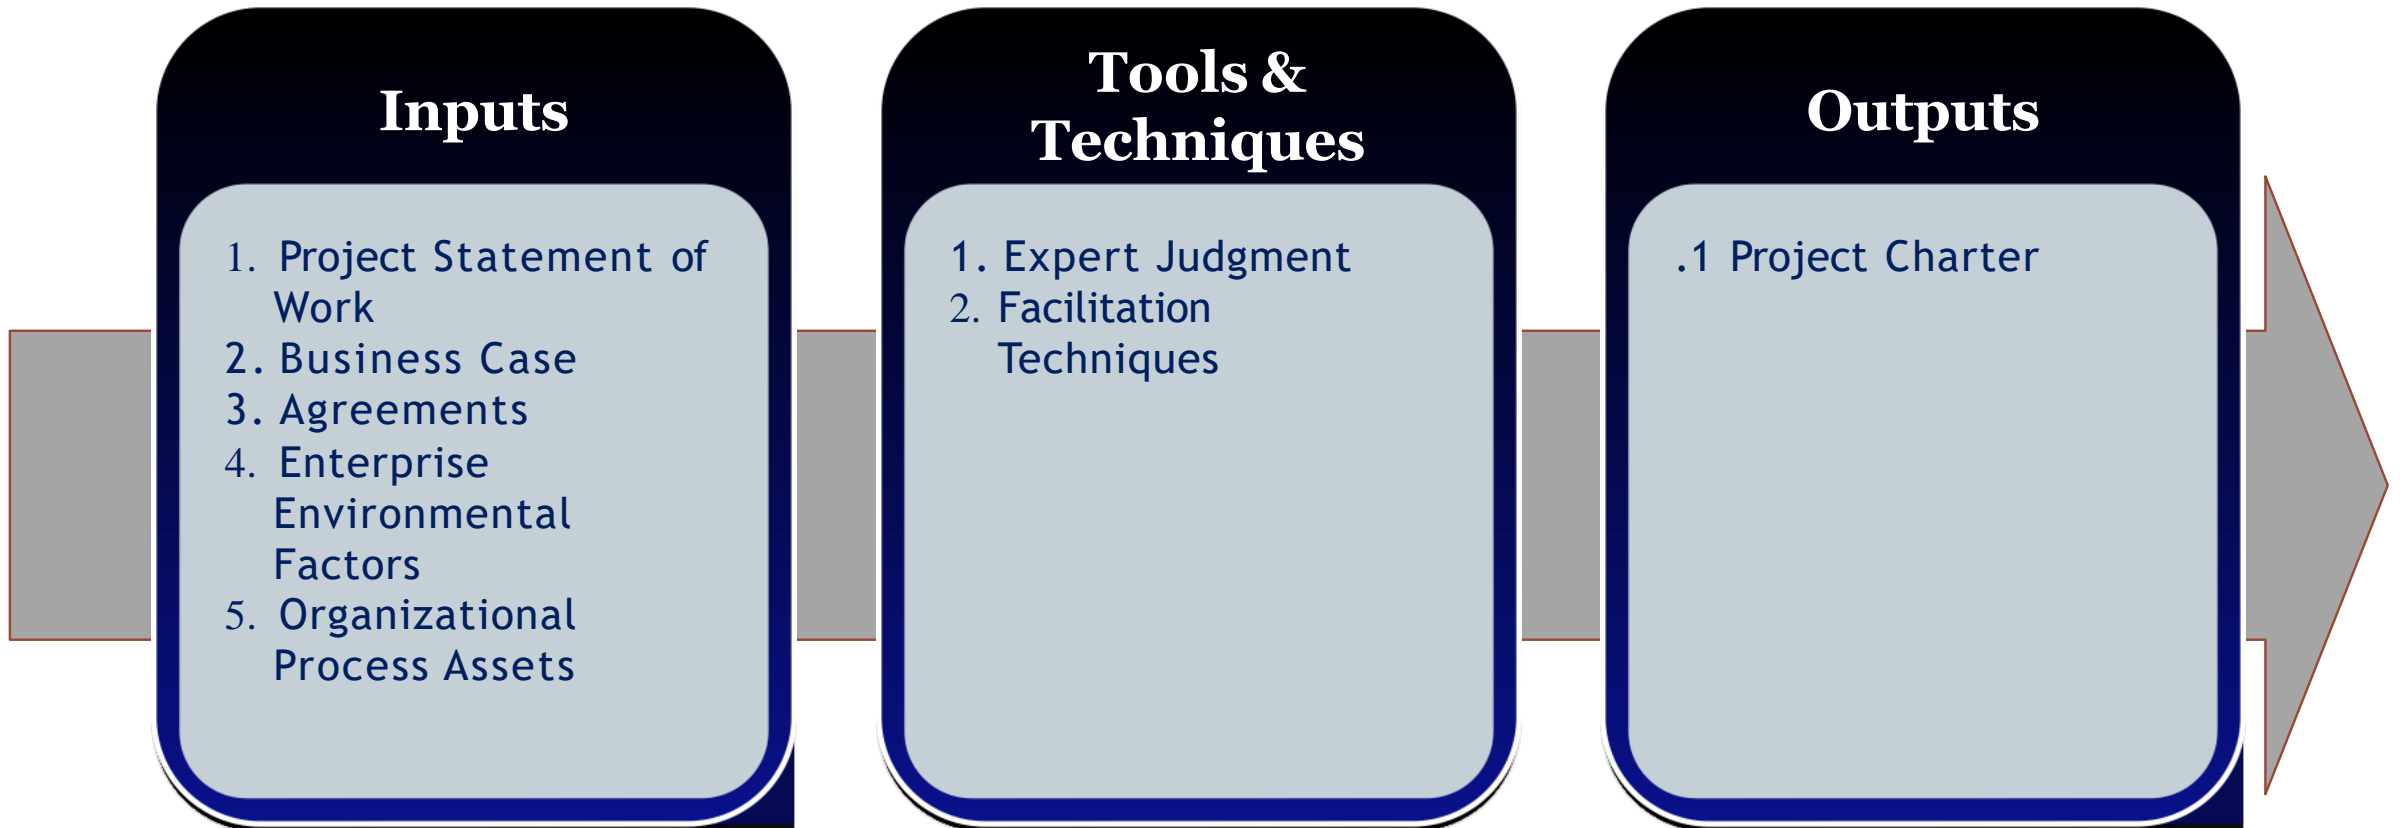 Inputs
1. Project Statement of
Work
2. Business Case
3. Agreements
4. Enterprise
Environmental
Factors
5. Organizational
Process Assets
Tools &
Techniques
1. Expert Judgment
2. Facilitation
Techniques
Outputs
.1 Project Charter